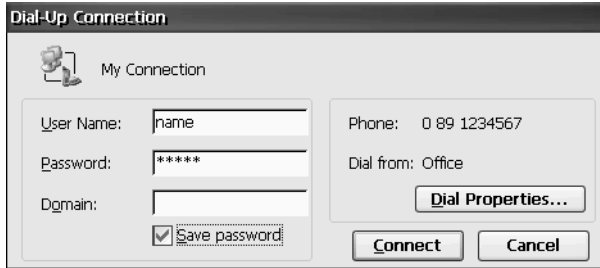 Dial-Up Connection
My Connection
User Name: name
Password: *****
Domain:
Save password
Phone: 0 89 1234567
Dial from: Office
Dial Properties...
Connect Cancel